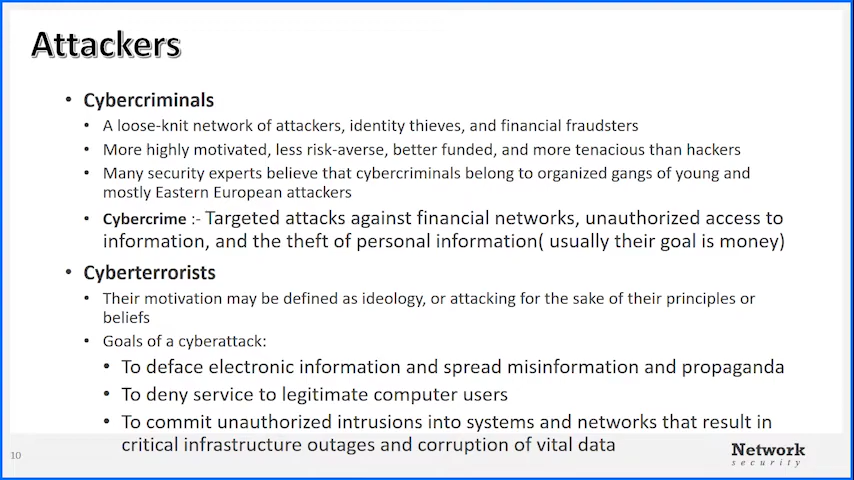 Attackers
• Cybercriminals
• A loose-knit network of attackers, identity thieves, and financial fraudsters
• More highly motivated, less risk-averse, better funded, and more tenacious than hackers
• Many security experts believe that cybercriminals belong to organized gangs of young and
mostly Eastern European attackers
• Cybercrime :- Targeted attacks against financial networks, unauthorized access to
information, and the theft of personal information( usually their goal is money)
• Cyberterrorists
• Their motivation may be defined as ideology, or attacking for the sake of their principles or
beliefs
• Goals of a cyberattack:
• To deface electronic information and spread misinformation and propaganda
• To deny service to legitimate computer users
• To commit unauthorized intrusions into systems and networks that result in
critical infrastructure outages and corruption of vital data
10
Network
security